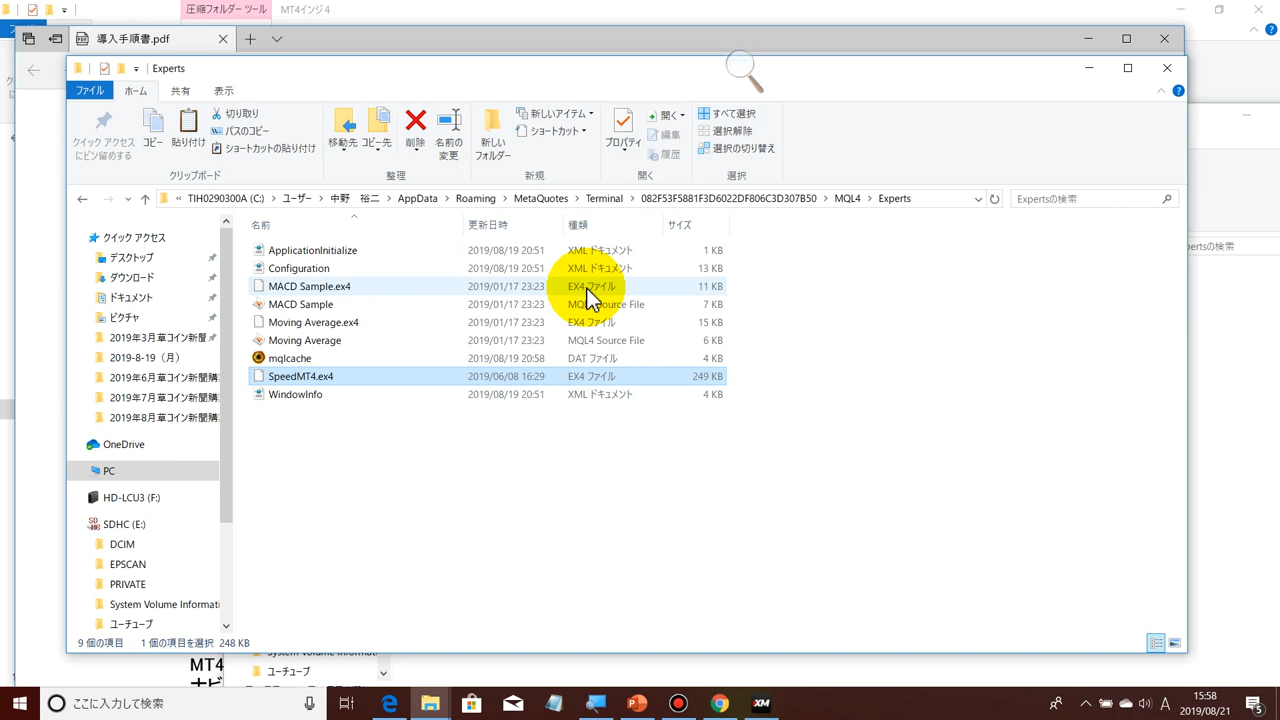 圧縮フォルダー ツール
MT4インジ 4
導入手順書.pdf
Experts
ファイル
ホーム
共有
表示
クイック アクセス
にピン留めする
コピー
貼り付け
切り取り
パスのコピー
ショートカットの貼り付け
クリップボード
移動先
コピー先
削除
名前の
変更
整理
新しい
フォルダー
新しいアイテム
ショートカット
新規
プロパティ
開く
編集
履歴
開く
すべて選択
選択解除
選択の切り替え
選択
« TIH0290300A (C:) › ユーザー › 中野 裕二 › AppData › Roaming › MetaQuotes › Terminal › 082F53F5881F3D6022DF806C3D307B50 › MQL4 › Experts
Expertsの検索
pertsの検索
名前
更新日時
種類
サイズ
ApplicationInitialize 2019/08/19 20:51 XML ドキュメント 1 KB
Configuration 2019/08/19 20:51 XML ドキュメント 13 KB
MACD Sample.ex4 2019/01/17 23:23 EX4 ファイル 11 KB
MACD Sample 2019/01/17 23:23 MQL4 Source File 7 KB
Moving Average.ex4 2019/01/17 23:23 EX4 ファイル 15 KB
Moving Average 2019/01/17 23:23 MQL4 Source File 6 KB
mqlcache 2019/08/19 20:58 DAT ファイル 4 KB
SpeedMT4.ex4 2019/06/08 16:29 EX4 ファイル 249 KB
WindowInfo 2019/08/19 20:51 XML ドキュメント 4 KB
クイック アクセス
デスクトップ
ダウンロード
ドキュメント
ピクチャ
2019年3月草コイン新聞
2019-8-19（月）
2019年6月草コイン新聞購
2019年7月草コイン新聞購
2019年8月草コイン新聞購
OneDrive
PC
HD-LCU3 (F:)
SDHC (E:)
DCIM
EPSCAN
PRIVATE
System Volume Informati
ユーチューブ
9 個の項目
1 個の項目を選択 248 KB
MT4
ナビ
ユーチューブ
ここに入力して検索
XM
A
15:58
2019/08/21
5